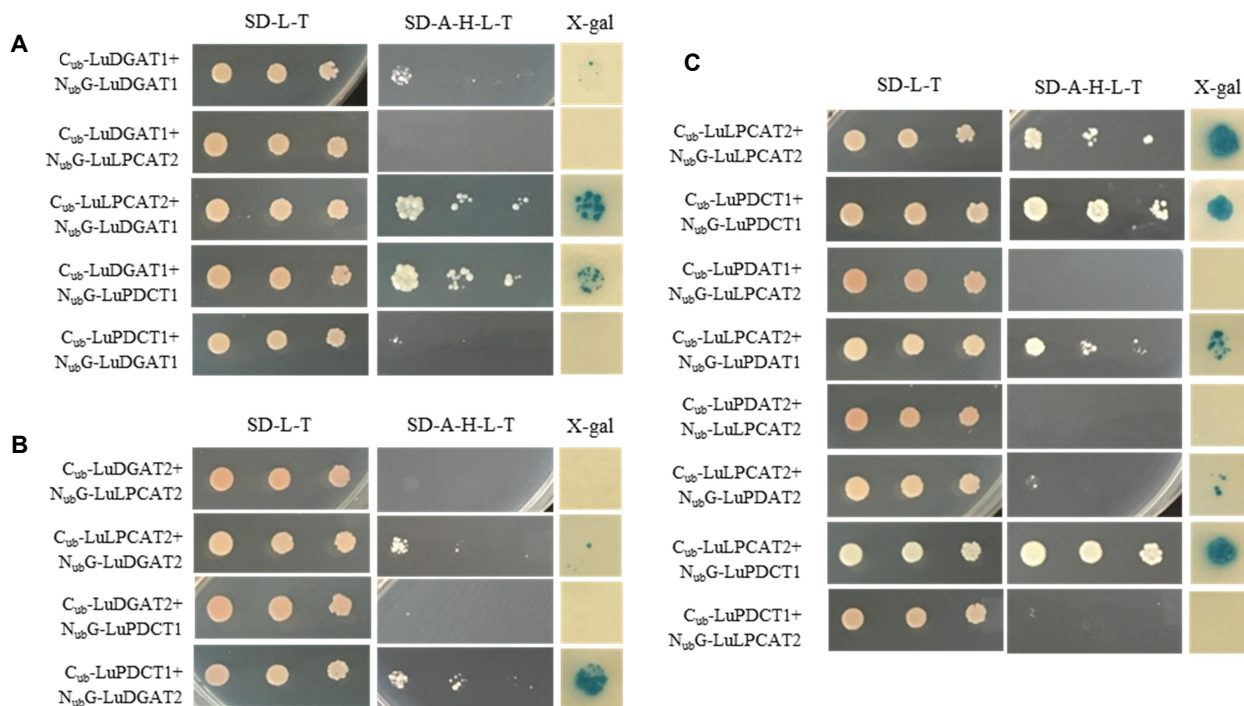 A
SD-L-T SD-A-H-L-T X-gal
Cub-LuDGAT1+
NubG-LuDGAT1
Cub-LuDGAT1+
NubG-LuLPCAT2
Cub-LuLPCAT2+
NubG-LuDGAT1
Cub-LuDGAT1+
NubG-LuPDCT1
Cub-LuPDCT1+
NubG-LuDGAT1
B
SD-L-T SD-A-H-L-T X-gal
Cub-LuDGAT2+
NubG-LuLPCAT2
Cub-LuLPCAT2+
NubG-LuDGAT2
Cub-LuDGAT2+
NubG-LuPDCT1
Cub-LuPDCT1+
NubG-LuDGAT2
C
SD-L-T SD-A-H-L-T X-gal
Cub-LuLPCAT2+
NubG-LuLPCAT2
Cub-LuPDCT1+
NubG-LuPDCT1
Cub-LuPDAT1+
NubG-LuLPCAT2
Cub-LuLPCAT2+
NubG-LuPDAT1
Cub-LuPDAT2+
NubG-LuLPCAT2
Cub-LuLPCAT2+
NubG-LuPDAT2
Cub-LuLPCAT2+
NubG-LuPDCT1
Cub-LuPDCT1+
NubG-LuLPCAT2